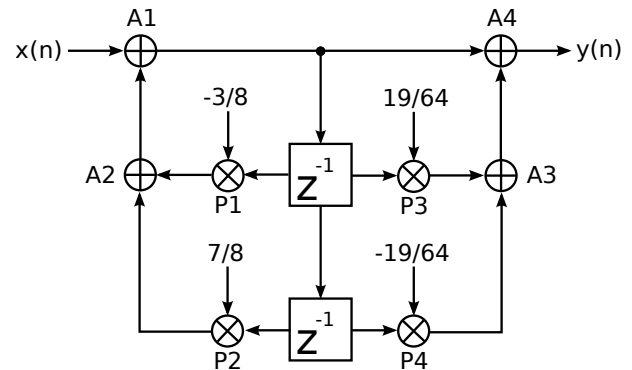 A1
A4
x(n)
y(n)
-3/8
19/64
z-1
A2
A3
P1
P3
7/8
-19/64
z-1
P2
P4